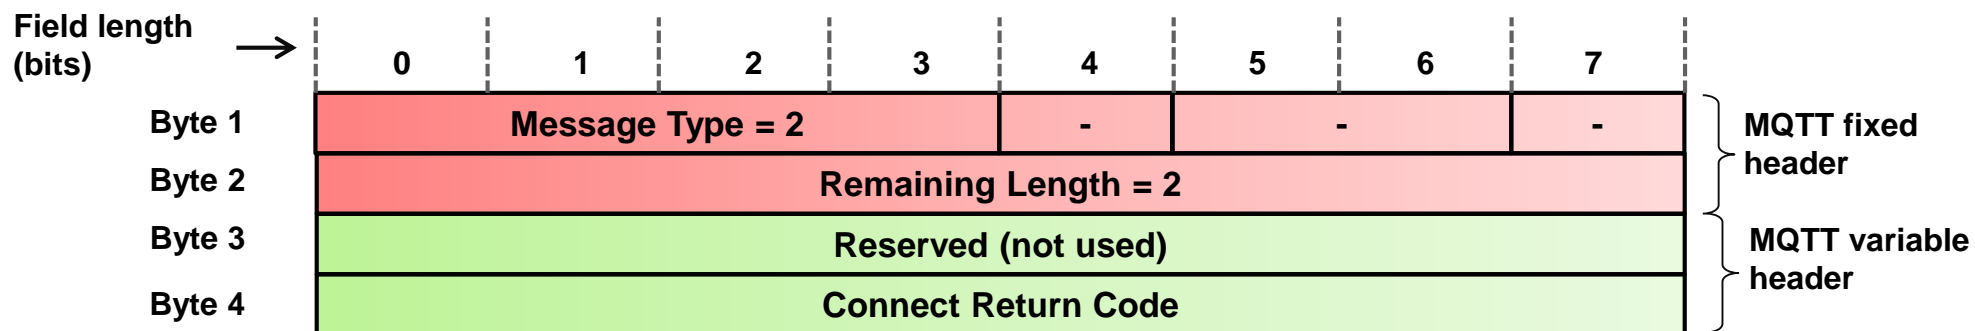 Field length
(bits)
0 1 2 3 4 5 6 7
Byte 1 Message Type = 2 - - - MQTT fixed
header
Byte 2 Remaining Length = 2
Byte 3 Reserved (not used) MQTT variable
header
Byte 4 Connect Return Code